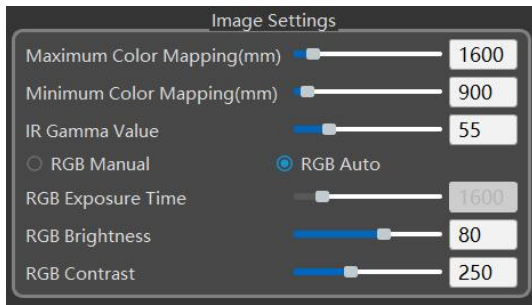 Image Settings
Maximum Color Mapping(mm) 1600
Minimum Color Mapping(mm) 900
IR Gamma Value 55
RGB Manual RGB Auto
RGB Exposure Time 1600
RGB Brightness 80
RGB Contrast 250